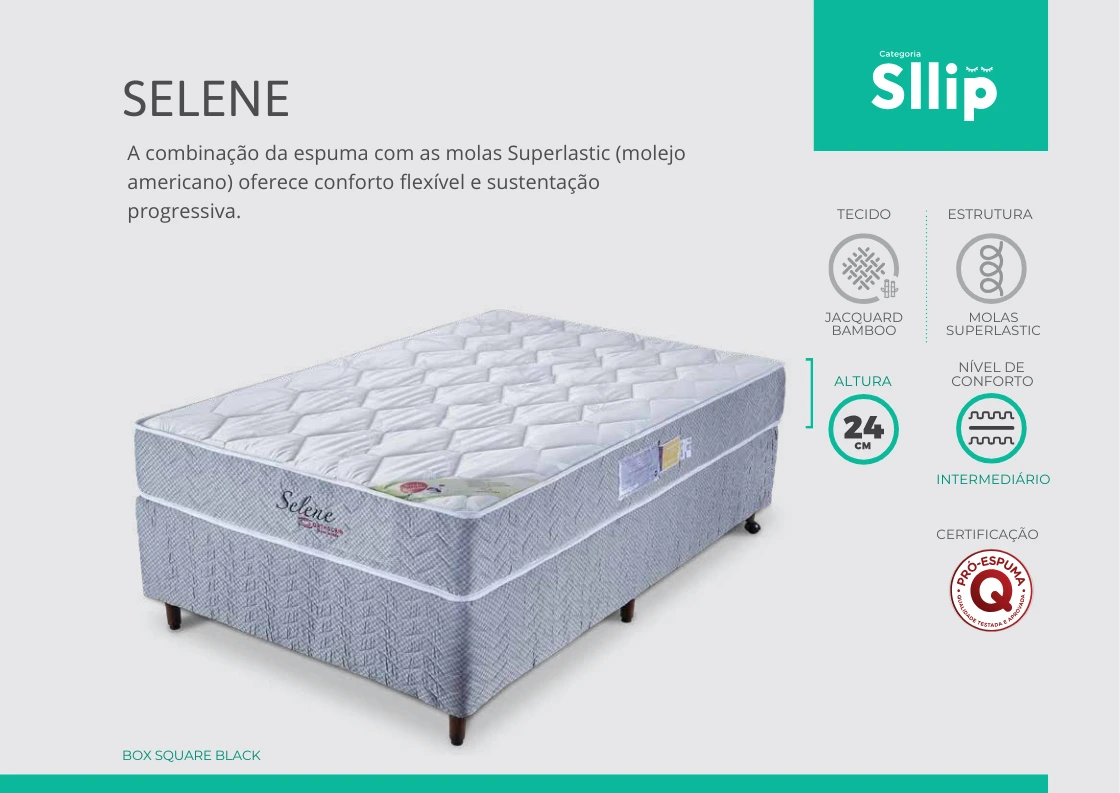 Categoria
Sllip
SELENE
A combinação da espuma com as molas Superlastic (molejo
americano) oferece conforto flexível e sustentação
progressiva.
TECIDO
ESTRUTURA
JACQUARD
BAMBOO
MOLAS
SUPERLASTIC
ALTURA
24
CM
NÍVEL DE
CONFORTO
INTERMEDIÁRIO
CERTIFICAÇÃO
PRÓ-ESPUMA
Q
QUALIDADE TESTADA E APROVADA
Selene
BOX SQUARE BLACK